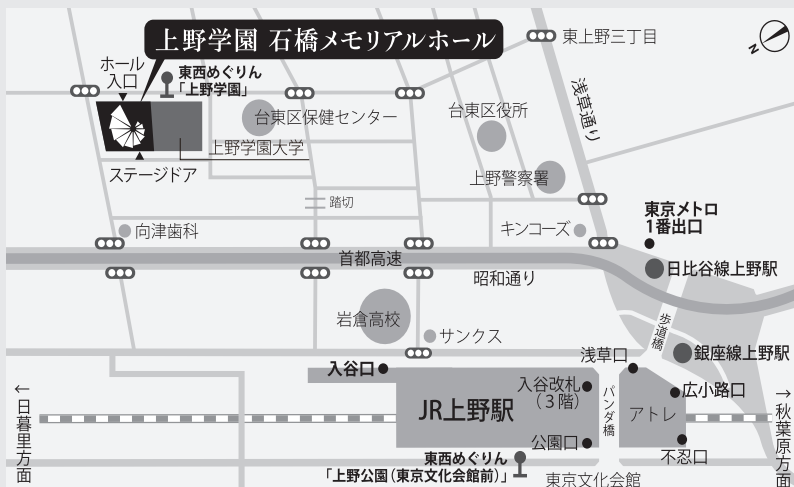 上野学園 石橋メモリアルホール
東上野三丁目
N
ホール
入口
東西めぐりん
「上野学園」
浅草通り
台東区保健センター
台東区役所
上野学園大学
ステージドア
上野警察署
踏切
向津歯科
キンコーズ
東京メトロ
1番出口
首都高速
日比谷線上野駅
昭和通り
岩倉高校
サンクス
歩道橋
銀座線上野駅
浅草口
入谷口
入谷改札
（3階）
広小路口
JR上野駅
パンダ橋
アトレ
公園口
不忍口
東西めぐりん
「上野公園（東京文化会館前）」
東京文化会館
←日暮里方面
→秋葉原方面